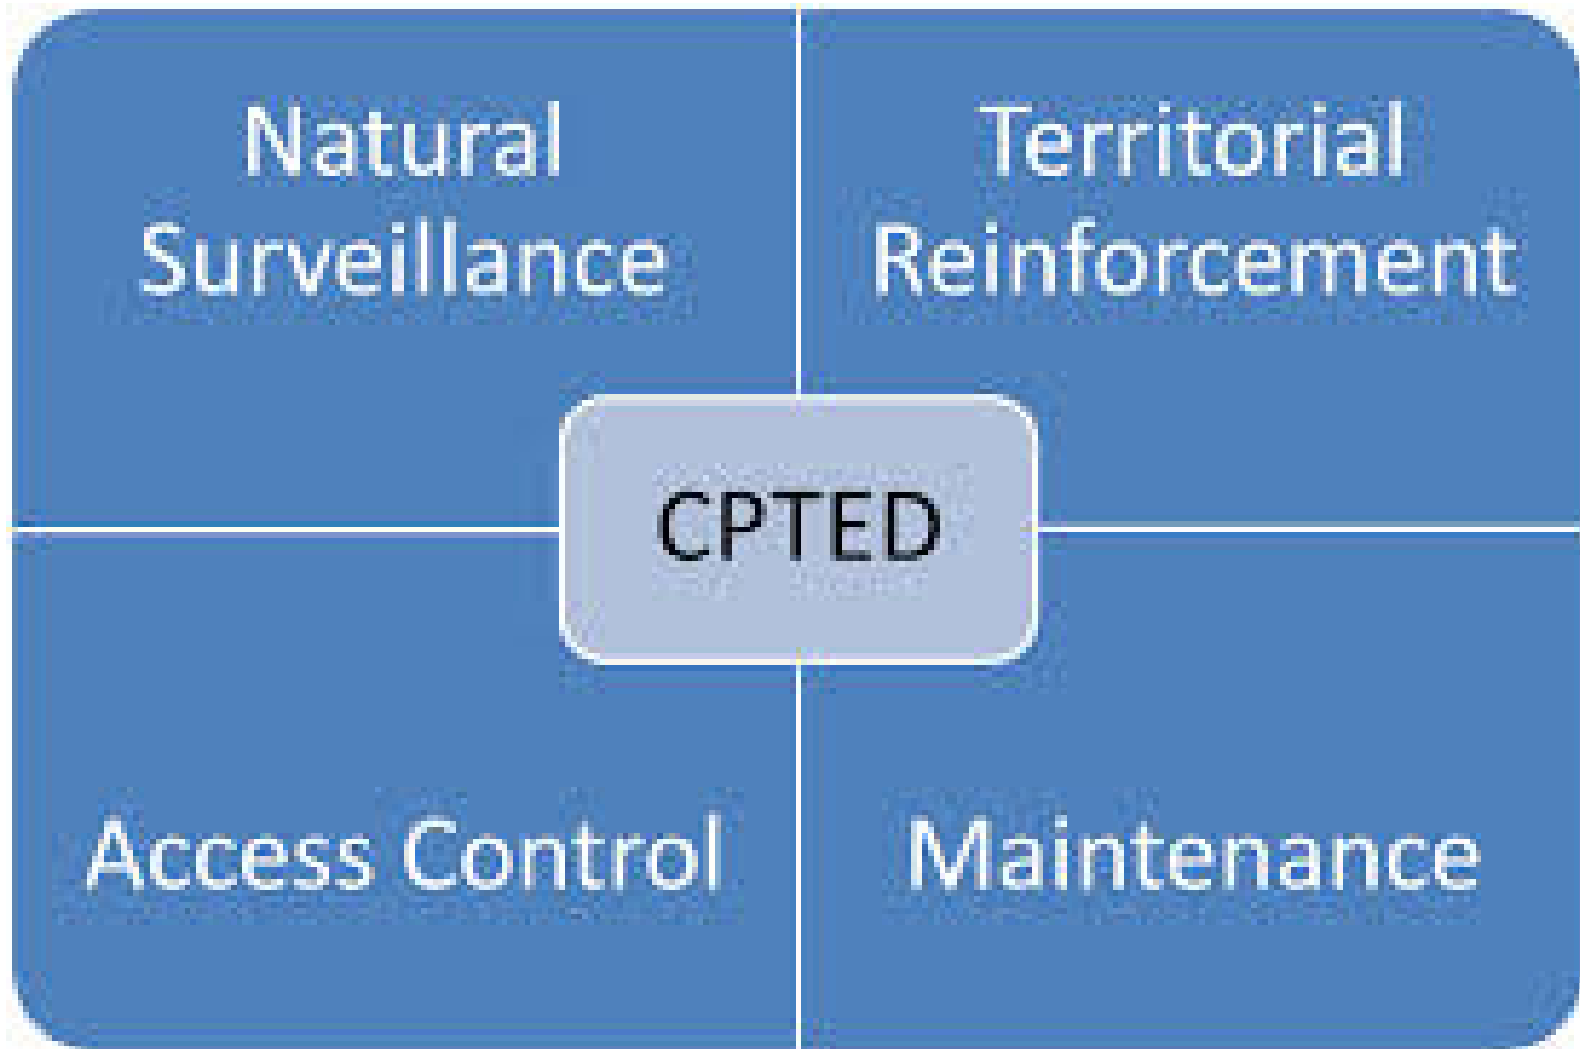 Natural
Surveillance
Territorial
Reinforcement
CPTED
Access Control
Maintenance